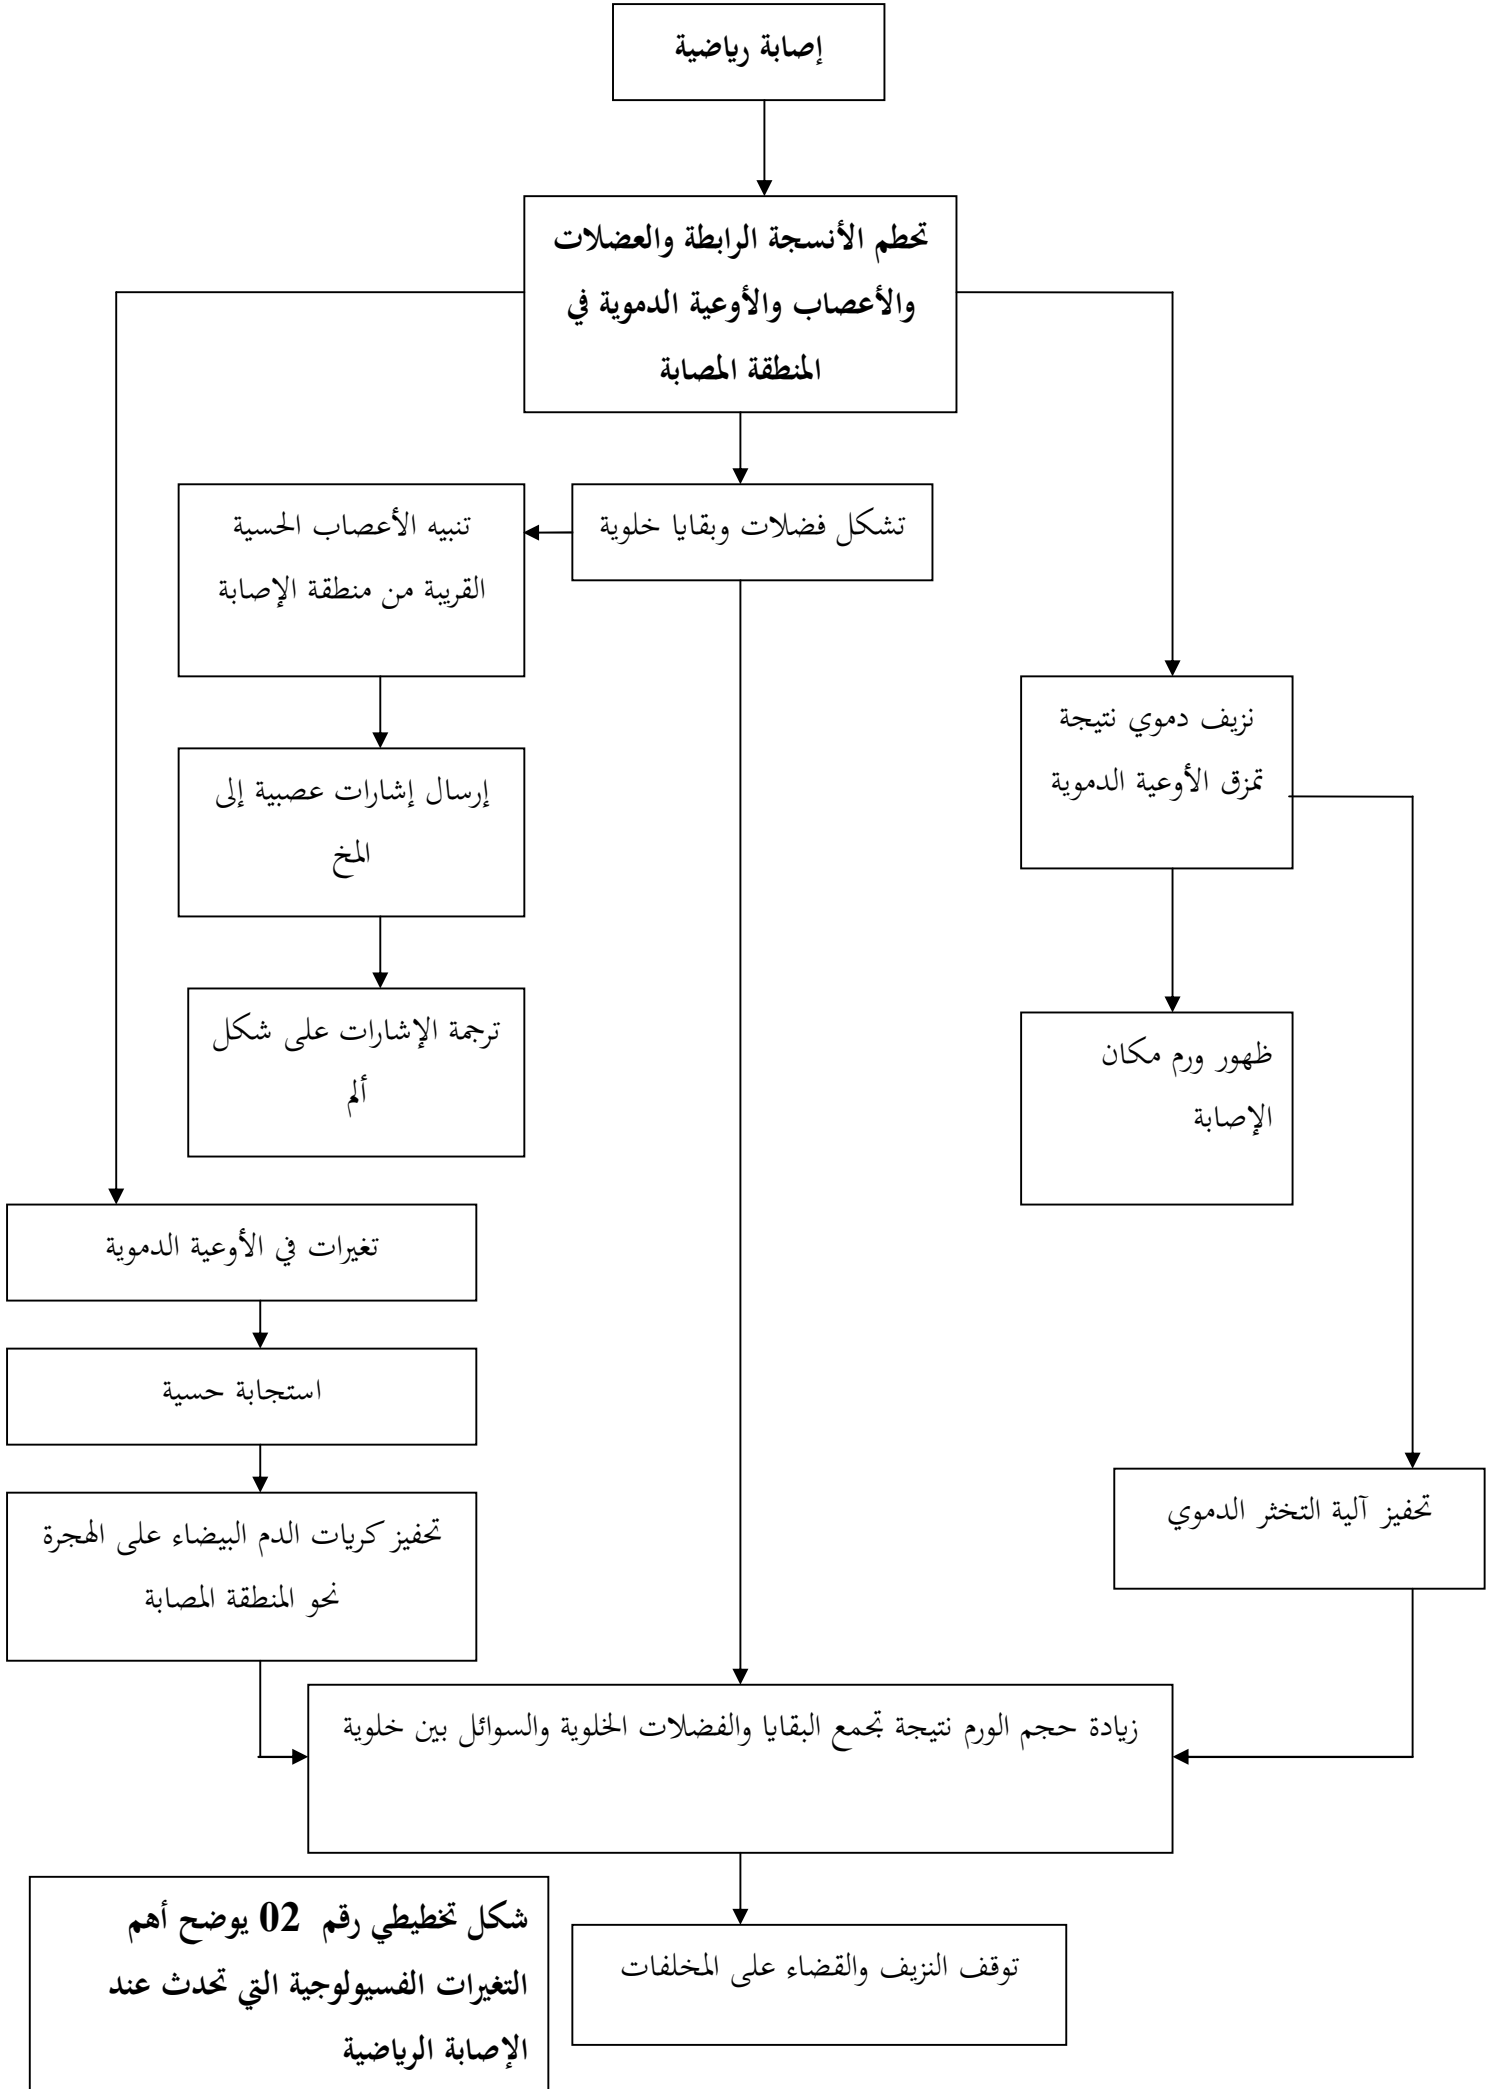 إصابة رياضية
تحطم الأنسجة الرابطة والعضلات
والأعصاب والأوعية الدموية في
المنطقة المصابة
تشكل فضلات وبقايا خلوية
تنبيه الأعصاب الحسية
القريبة من منطقة الإصابة
نزيف دموي نتيجة
تمزق الأوعية الدموية
إرسال إشارات عصبية إلى
المخ
ترجمة الإشارات على شكل
ألم
ظهور ورم مكان
الإصابة
تغيرات في الأوعية الدموية
استجابة حسية
تحفيز آلية التخثر الدموي
تحفيز كريات الدم البيضاء على الهجرة
نحو المنطقة المصابة
زيادة حجم الورم نتيجة تجمع البقايا والفضلات الخلوية والسوائل بين خلوية
توقف النزيف والقضاء على المخلفات
شكل تخطيطي رقم 02 يوضح أهم
التغيرات الفسيولوجية التي تحدث عند
الإصابة الرياضية